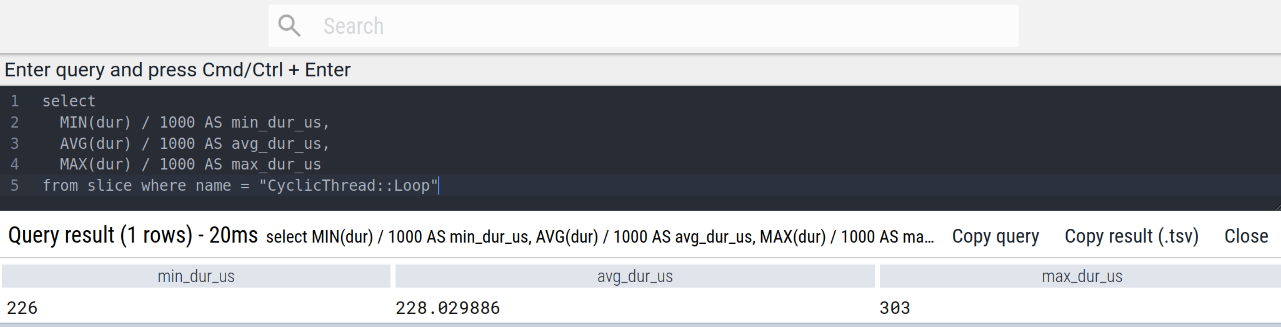 Search
Enter query and press Cmd/Ctrl + Enter
1 select
2 MIN(dur) / 1000 AS min_dur_us,
3 AVG(dur) / 1000 AS avg_dur_us,
4 MAX(dur) / 1000 AS max_dur_us
5 from slice where name = "CyclicThread::Loop"
Query result (1 rows) - 20ms select MIN(dur) / 1000 AS min_dur_us, AVG(dur) / 1000 AS avg_dur_us, MAX(dur) / 1000 AS ma... Copy query Copy result (.tsv) Close
min_dur_us avg_dur_us max_dur_us
226 228.029886 303